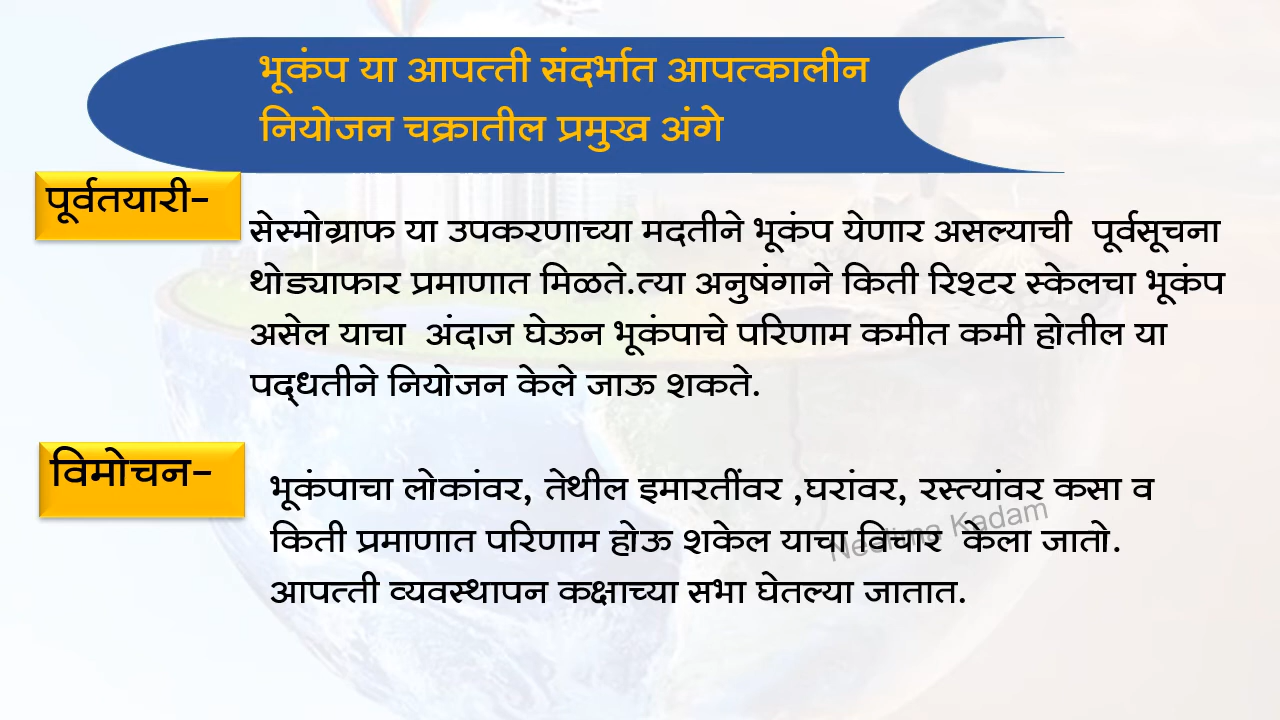 भूकंप या आपत्ती संदर्भात आपत्कालीन
नियोजन चक्रातील प्रमुख अंगे
पूर्वतयारी–
सेस्मोग्राफ या उपकरणाच्या मदतीने भूकंप येणार असल्याची  पूर्वसूचना
थोड्याफार प्रमाणात मिळते.त्या अनुषंगाने किती रिश्टर स्केलचा भूकंप
असेल याचा  अंदाज घेऊन भूकंपाचे परिणाम कमीत कमी होतील या
पद्धतीने नियोजन केले जाऊ शकते.
विमोचन–
भूकंपाचा लोकांवर, तेथील इमारतींवर ,घरांवर, रस्त्यांवर कसा व
किती प्रमाणात परिणाम होऊ शकेल याचा विचार  केला जातो.
आपत्ती व्यवस्थापन कक्षाच्या सभा घेतल्या जातात.
Kadam